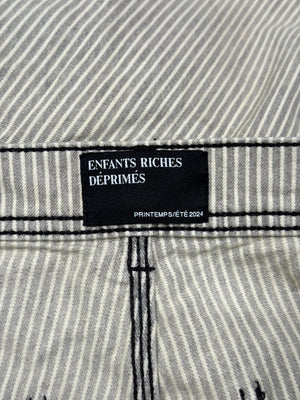 ENFANTS RICHES
DÉPRIMÉS
PRINTEMPS/ÉTÉ 2024